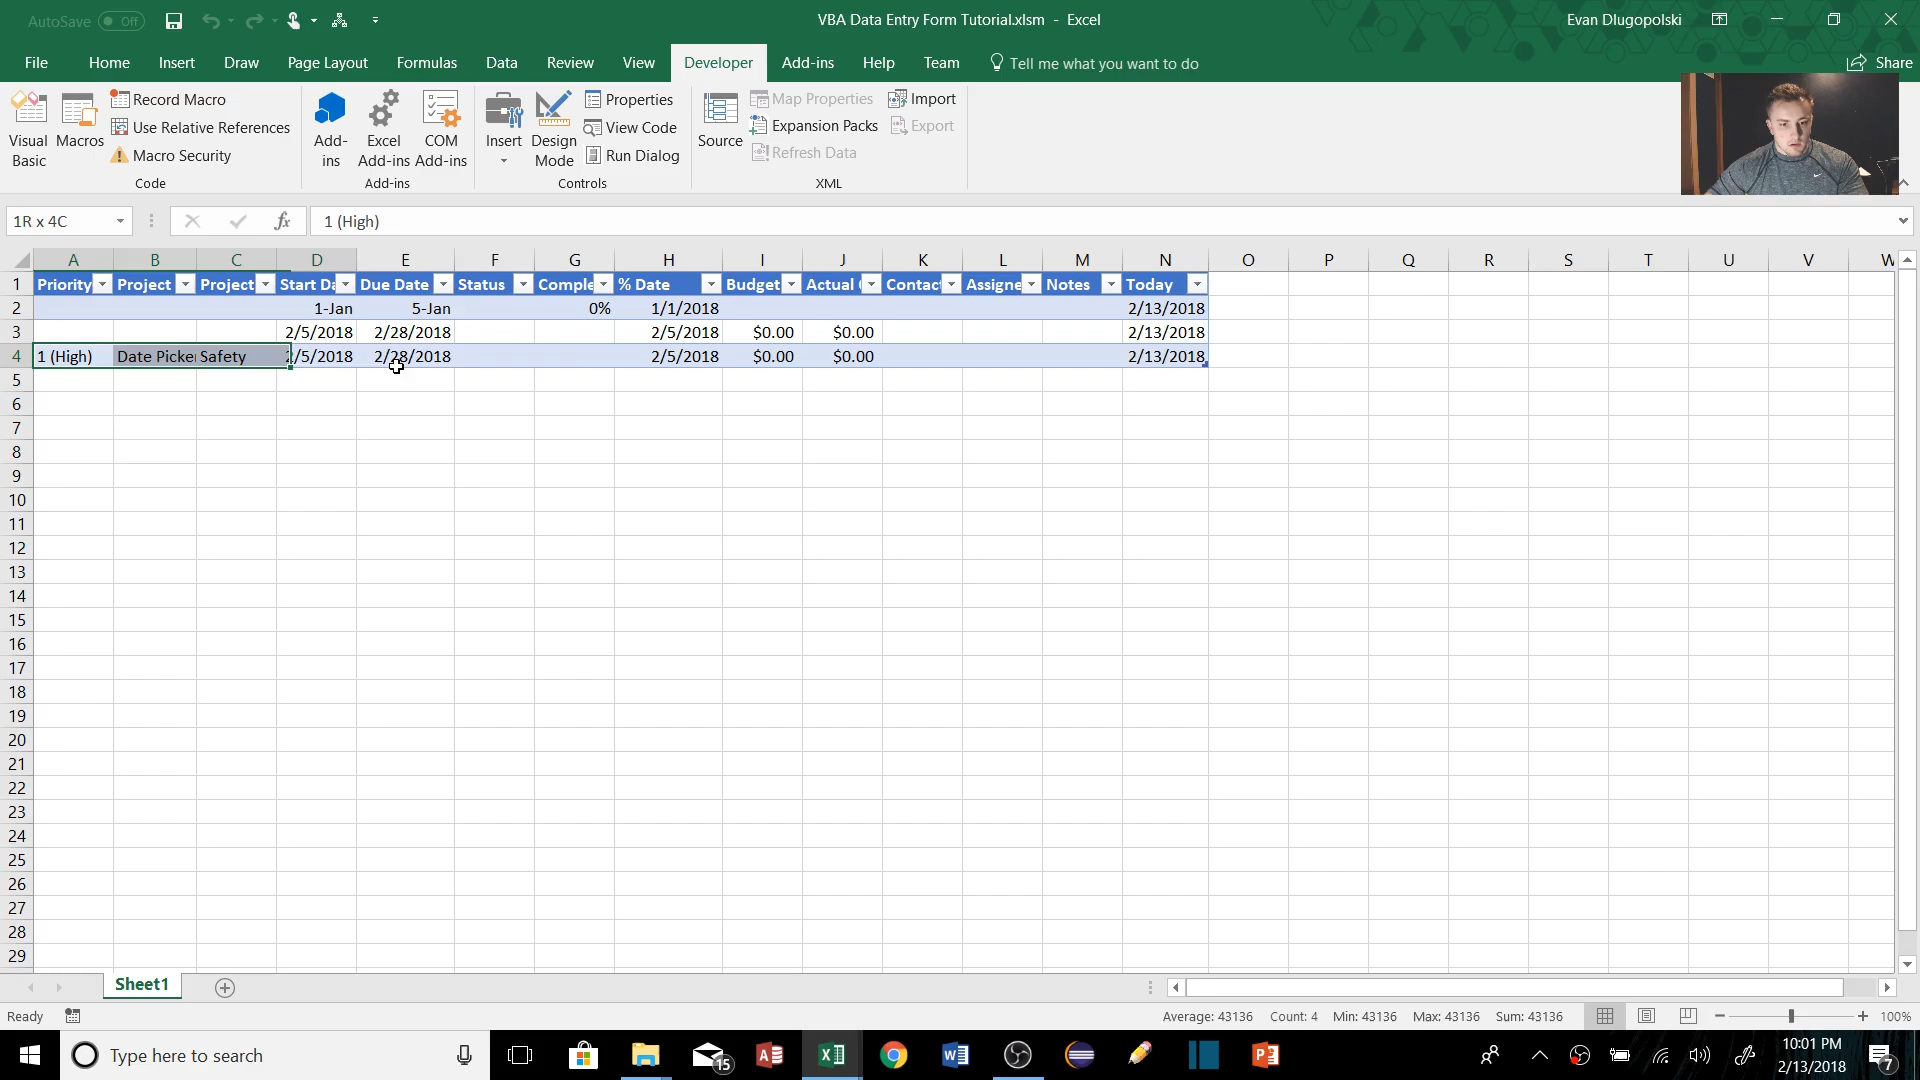 AutoSave Off
VBA Data Entry Form Tutorial.xlsm - Excel
Evan Dlugopolski
File Home Insert Draw Page Layout Formulas Data Review View Developer Add-ins Help Team Tell me what you want to do Share
Visual Basic
Macros
Record Macro
Use Relative References
Macro Security
Code
Add-ins
Excel Add-ins
COM Add-ins
Add-ins
Insert
Design Mode
Properties
View Code
Run Dialog
Controls
Source
Map Properties
Expansion Packs
Refresh Data
Import
Export
XML
1R x 4C fx 1 (High)
A B C D E F G H I J K L M N O P Q R S T U V W
1 Priority Project Project Start Da Due Date Status Comple % Date Budget Actual Contac Assigne Notes Today
2 1-Jan 5-Jan 0% 1/1/2018 2/13/2018
3 2/5/2018 2/28/2018 2/5/2018 $0.00 $0.00 2/13/2018
4 1 (High) Date Picke Safety 2/5/2018 2/28/2018 2/5/2018 $0.00 $0.00 2/13/2018
5
6
7
8
9
10
11
12
13
14
15
16
17
18
19
20
21
22
23
24
25
26
27
28
29
Sheet1
Ready Average: 43136 Count: 4 Min: 43136 Max: 43136 Sum: 43136 100%
Type here to search 15 10:01 PM
2/13/2018 7